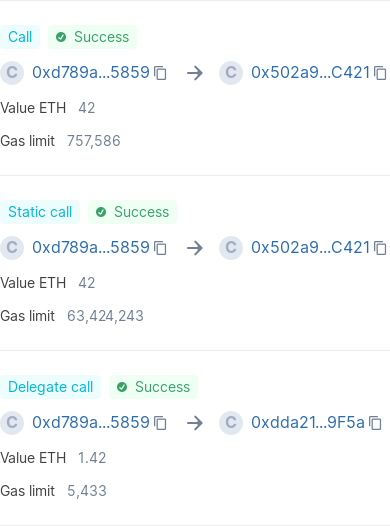 Call Success
C 0xd789a...5859 → C 0x502a9...C421
Value ETH 42
Gas limit 757,586
Static call Success
C 0xd789a...5859 → C 0x502a9...C421
Value ETH 42
Gas limit 63,424,243
Delegate call Success
C 0xd789a...5859 → C 0xdda21...9F5a
Value ETH 1.42
Gas limit 5,433